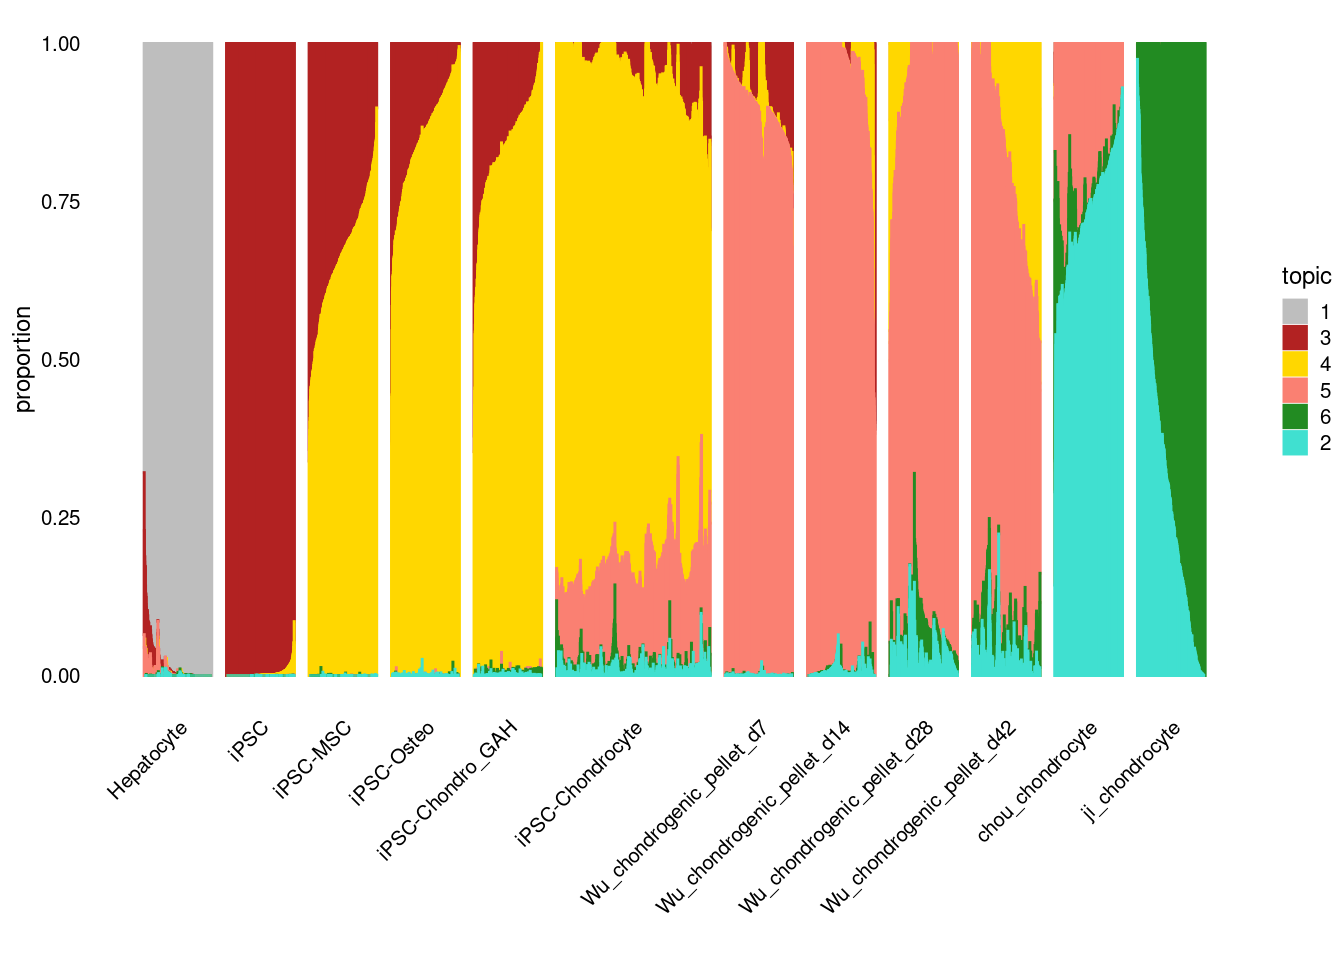 1.00
0.75
0.50
0.25
0.00
proportion
Hepatocyte
iPSC
iPSC-MSC
iPSC-Osteo
iPSC-Chondro_GAH
iPSC-Chondrocyte
Wu_chondrogenic_pellet_d7
Wu_chondrogenic_pellet_d14
Wu_chondrogenic_pellet_d28
Wu_chondrogenic_pellet_d42
chou_chondrocyte
ji_chondrocyte
topic
1
3
4
5
6
2